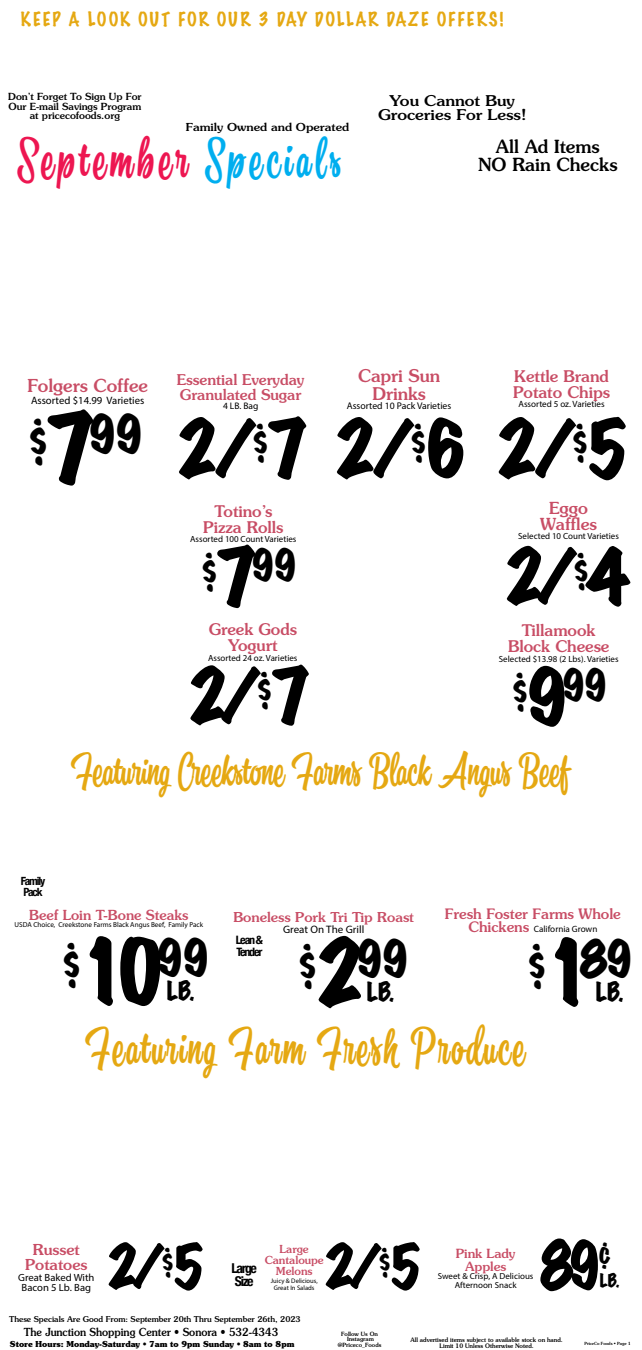 KEEP A LOOK OUT FOR OUR 3 DAY DOLLAR DAZE OFFERS!
Don't Forget To Sign Up For
Our E-mail Savings Program
at pricecofoods.org
You Cannot Buy
Groceries For Less!
Family Owned and Operated
September Specials
All Ad Items
NO Rain Checks
Folgers Coffee
Assorted $14.99 Varieties
$7.99
Essential Everyday
Granulated Sugar
4 LB. Bag
2/$7
Capri Sun
Drinks
Assorted 10 Pack Varieties
2/$6
Kettle Brand
Potato Chips
Assorted 5 oz. Varieties
2/$5
Totino's
Pizza Rolls
Assorted 100 Count Varieties
$7.99
Eggo
Waffles
Selected 10 Count Varieties
2/$4
Greek Gods
Yogurt
Assorted 24 oz. Varieties
2/$7
Tillamook
Block Cheese
Selected $13.98 (2 Lbs). Varieties
$9.99
Featuring Creekstone Farms Black Angus Beef
Family
Pack
Beef Loin T-Bone Steaks
USDA Choice, Creekstone Farms Black Angus Beef, Family Pack
$10.99
LB.
Boneless Pork Tri Tip Roast
Great On The Grill
Lean &
Tender
$2.99
LB.
Fresh Foster Farms Whole
Chickens California Grown
$1.89
LB.
Featuring Farm Fresh Produce
Russet
Potatoes
Great Baked With
Bacon 5 Lb. Bag
2/$5
Large
Size
Large
Cantaloupe
Melons
Juicy & Delicious,
Great In Salads
2/$5
Pink Lady
Apples
Sweet & Crisp, A Delicious
Afternoon Snack
89¢
LB.
These Specials Are Good From: September 20th Thru September 26th, 2023
The Junction Shopping Center • Sonora • 532-4343
Store Hours: Monday-Saturday • 7am to 9pm Sunday • 8am to 8pm
Follow Us On
Instagram
@Priceco_Foods
All advertised items subject to available stock on hand.
Limit 10 Unless Otherwise Noted.
PriceCo Foods • Page 1